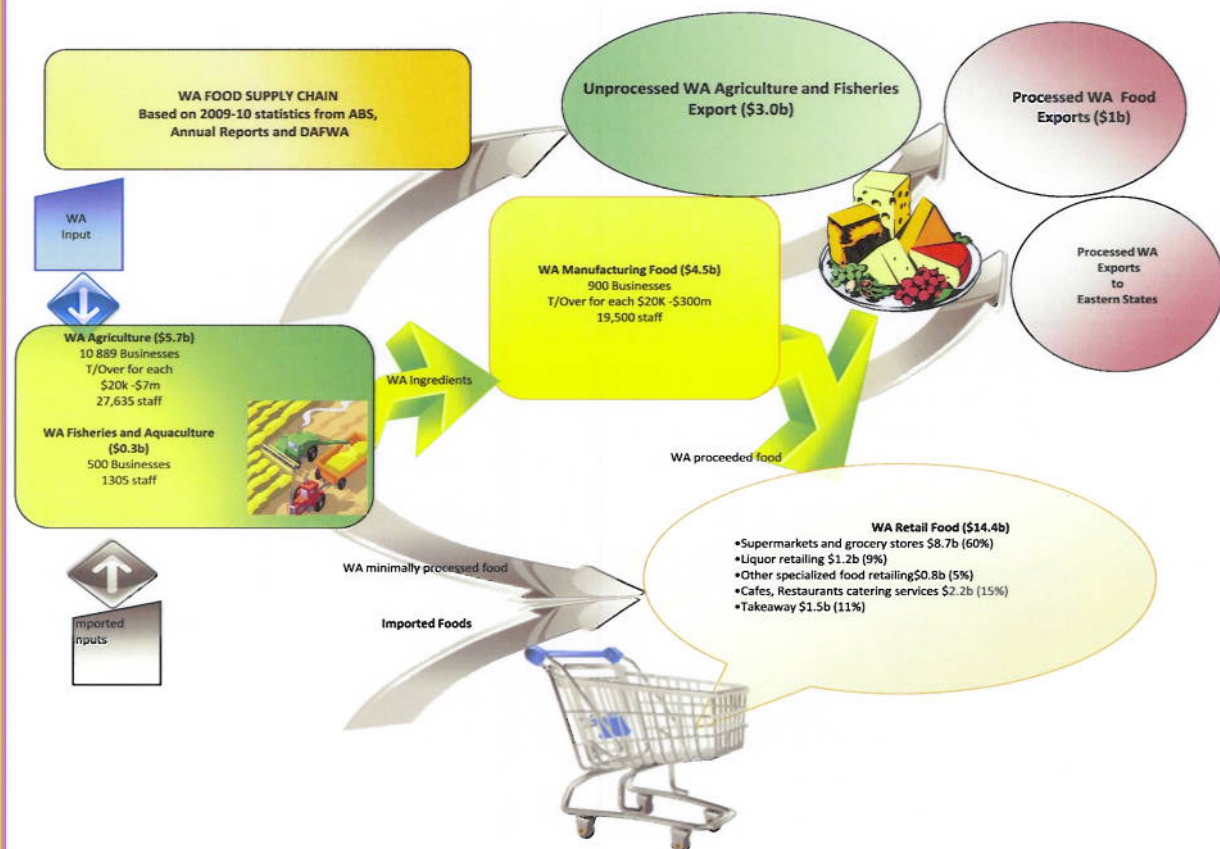 WA FOOD SUPPLY CHAIN
Based on 2009-10 statistics from ABS,
Annual Reports and DAFWA
Unprocessed WA Agriculture and Fisheries
Export ($3.0b)
Processed WA Food
Exports ($1b)
WA
Input
WA Manufacturing Food ($4.5b)
900 Businesses
T/Over for each $20K -$300m
19,500 staff
Processed WA
Exports
to
Eastern States
WA Agriculture ($5.7b)
10 889 Businesses
T/Over for each
$20k -$7m
27,635 staff
WA Fisheries and Aquaculture
($0.3b)
500 Businesses
1305 staff
WA Ingredients
WA proceeded food
WA Retail Food ($14.4b)
•Supermarkets and grocery stores $8.7b (60%)
•Liquor retailing $1.2b (9%)
•Other specialized food retailing$0.8b (5%)
•Cafes, Restaurants catering services $2.2b (15%)
•Takeaway $1.5b (11%)
WA minimally processed food
Imported Foods
mported
nputs